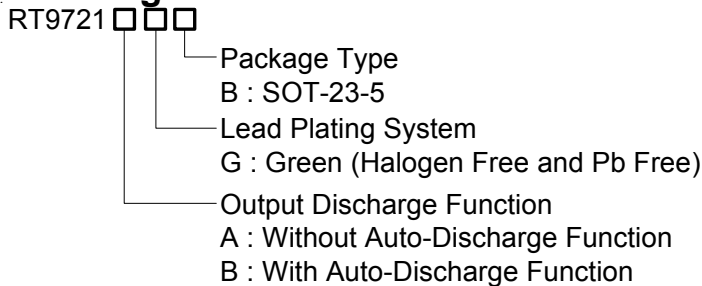 RT9721
Package Type
B : SOT-23-5
Lead Plating System
G : Green (Halogen Free and Pb Free)
Output Discharge Function
A : Without Auto-Discharge Function
B : With Auto-Discharge Function